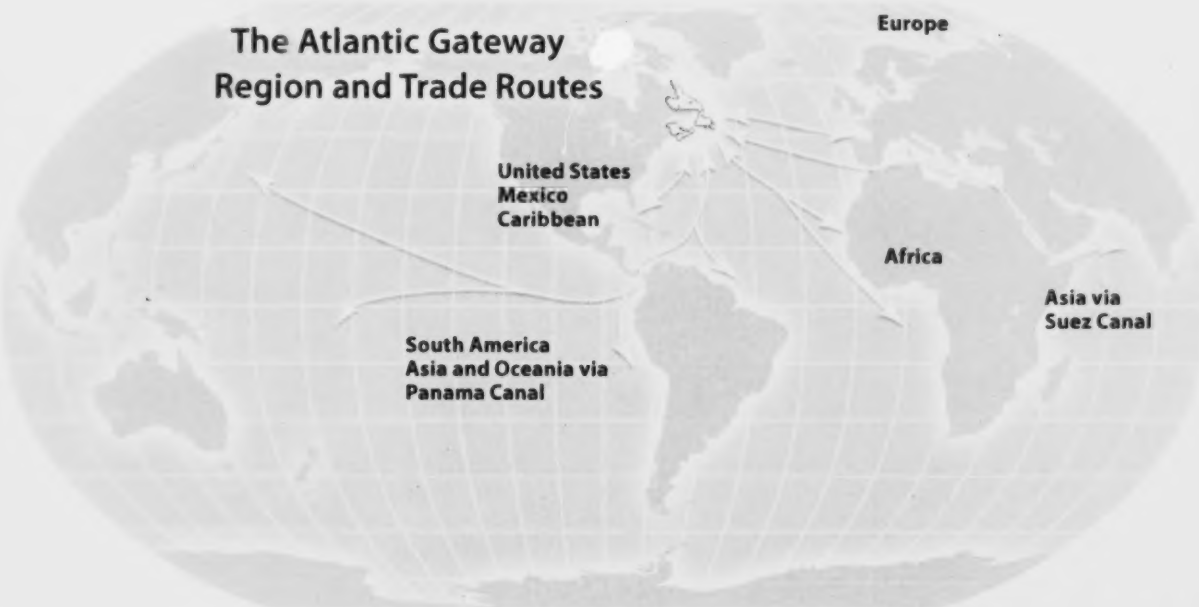 The Atlantic Gateway
Region and Trade Routes
Europe
United States
Mexico
Caribbean
Africa
Asia via
Suez Canal
South America
Asia and Oceania via
Panama Canal